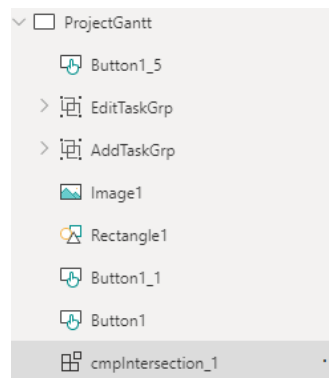 ProjectGantt
Button1_5
EditTaskGrp
AddTaskGrp
Image1
Rectangle1
Button1_1
Button1
cmpIntersection_1